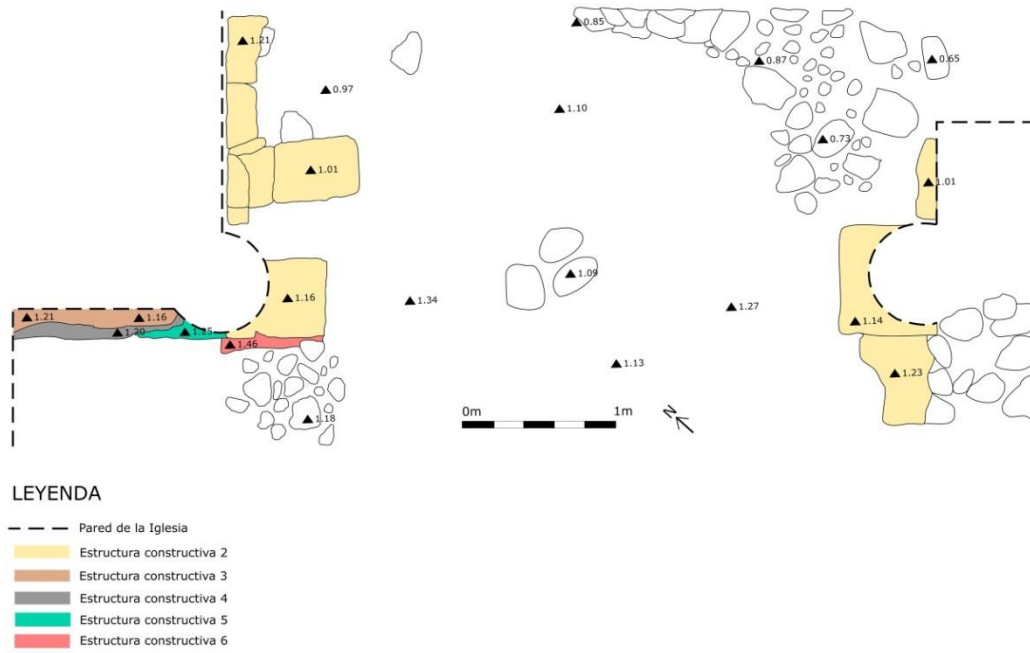 ▲ 0.85
▲ 1.21
▲ 0.87
▲ 0.65
▲ 0.97
▲ 1.10
▲ 0.73
▲ 1.01
▲ 1.01
▲ 1.09
▲ 1.16
▲ 1.34
▲ 1.27
▲ 1.21
▲ 1.16
▲ 1.14
▲ 1.20
▲ 1.25
▲ 1.46
▲ 1.13
▲ 1.23
0m 1m
N
▲ 1.18
LEYENDA
Pared de la Iglesia
Estructura constructiva 2
Estructura constructiva 3
Estructura constructiva 4
Estructura constructiva 5
Estructura constructiva 6